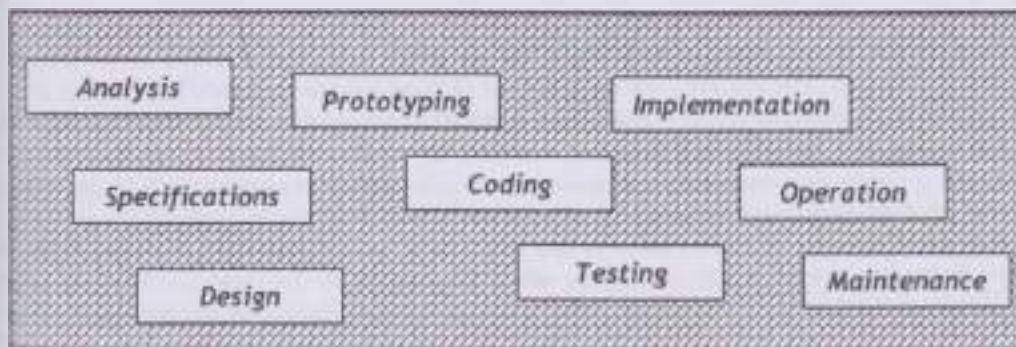 Analysis
Specifications
Design
Prototyping
Coding
Testing
Implementation
Operation
Maintenance